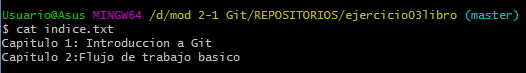 Usuario@Asus MINGW64 /d/mod 2-1 Git/REPOSITORIOS/ejercicio03libro (master)
$ cat indice.txt
Capitulo 1: Introduccion a Git
Capitulo 2:Flujo de trabajo basico